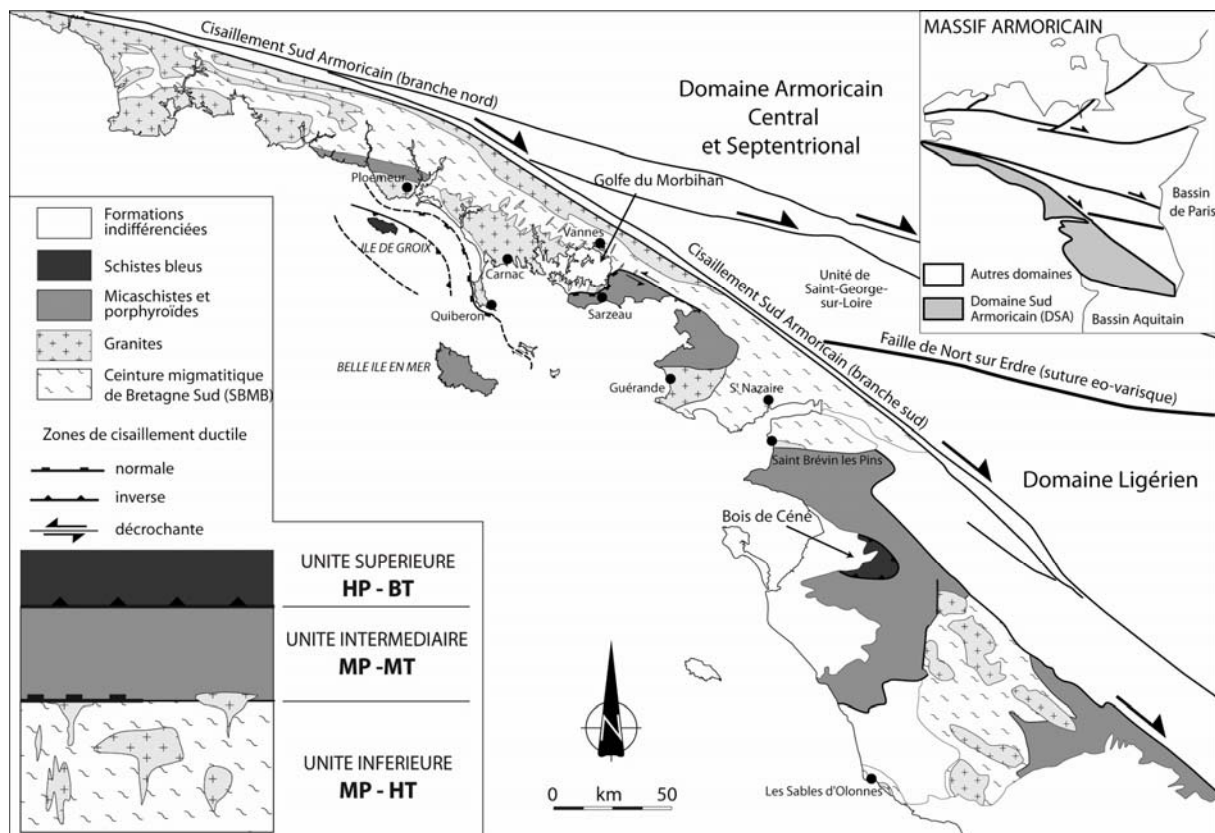 MASSIF ARMORICAIN
Bassin
de Paris
Autres domaines
Domaine Sud
Armoricain (DSA)
Bassin Aquitain
Cisaillement Sud Armoricain (branche nord)
Domaine Armoricain
Central
et Septentrional
Golfe du Morbihan
Ploemeur
Vannes
ILE DE GROIX
Carnac
Cisaillement Sud Armoricain (branche sud)
Unité de
Saint-George-
sur-Loire
Quiberon
Sarzeau
BELLE ILE EN MER
Faille de Nort sur Erdre (suture eo-varisque)
Guérande
St Nazaire
Saint Brévin les Pins
Domaine Ligérien
Bois de Céné
Les Sables d'Olonnes
N
0 km 50
Formations
indifférenciées
Schistes bleus
Micaschistes et
porphyroïdes
Granites
Ceinture migmatitique
de Bretagne Sud (SBMB)
Zones de cisaillement ductile
normale
inverse
décrochante
UNITE SUPERIEURE
HP - BT
UNITE INTERMEDIAIRE
MP -MT
UNITE INFERIEURE
MP - HT